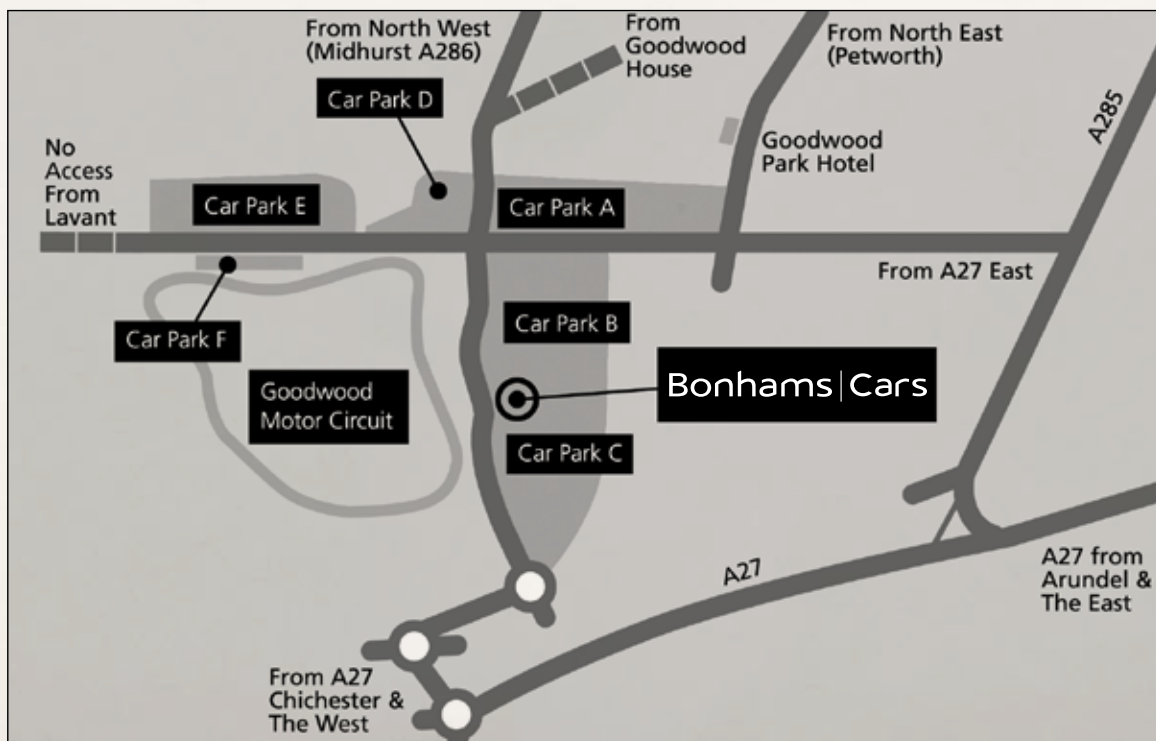 From North West
(Midhurst A286)
From
Goodwood
House
From North East
(Petworth)
Car Park D
A285
No
Access
From
Lavant
Goodwood
Park Hotel
Car Park E
Car Park A
From A27 East
Car Park F
Car Park B
Goodwood
Motor Circuit
Bonhams|Cars
Car Park C
A27
A27 from
Arundel &
The East
From A27
Chichester &
The West